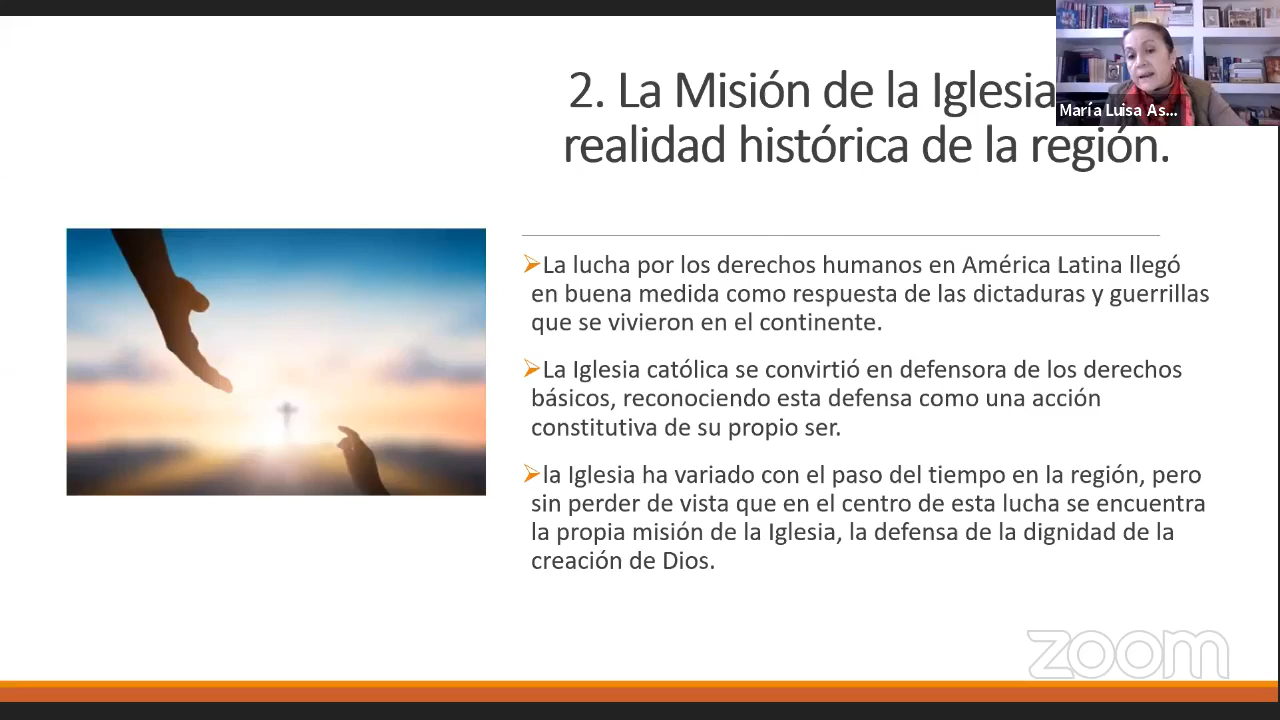 2. La Misión de la Iglesia
realidad histórica de la región.
María Luisa As...
➢La lucha por los derechos humanos en América Latina llegó
en buena medida como respuesta de las dictaduras y guerrillas
que se vivieron en el continente.
➢La Iglesia católica se convirtió en defensora de los derechos
básicos, reconociendo esta defensa como una acción
constitutiva de su propio ser.
➢la Iglesia ha variado con el paso del tiempo en la región, pero
sin perder de vista que en el centro de esta lucha se encuentra
la propia misión de la Iglesia, la defensa de la dignidad de la
creación de Dios.
zoom